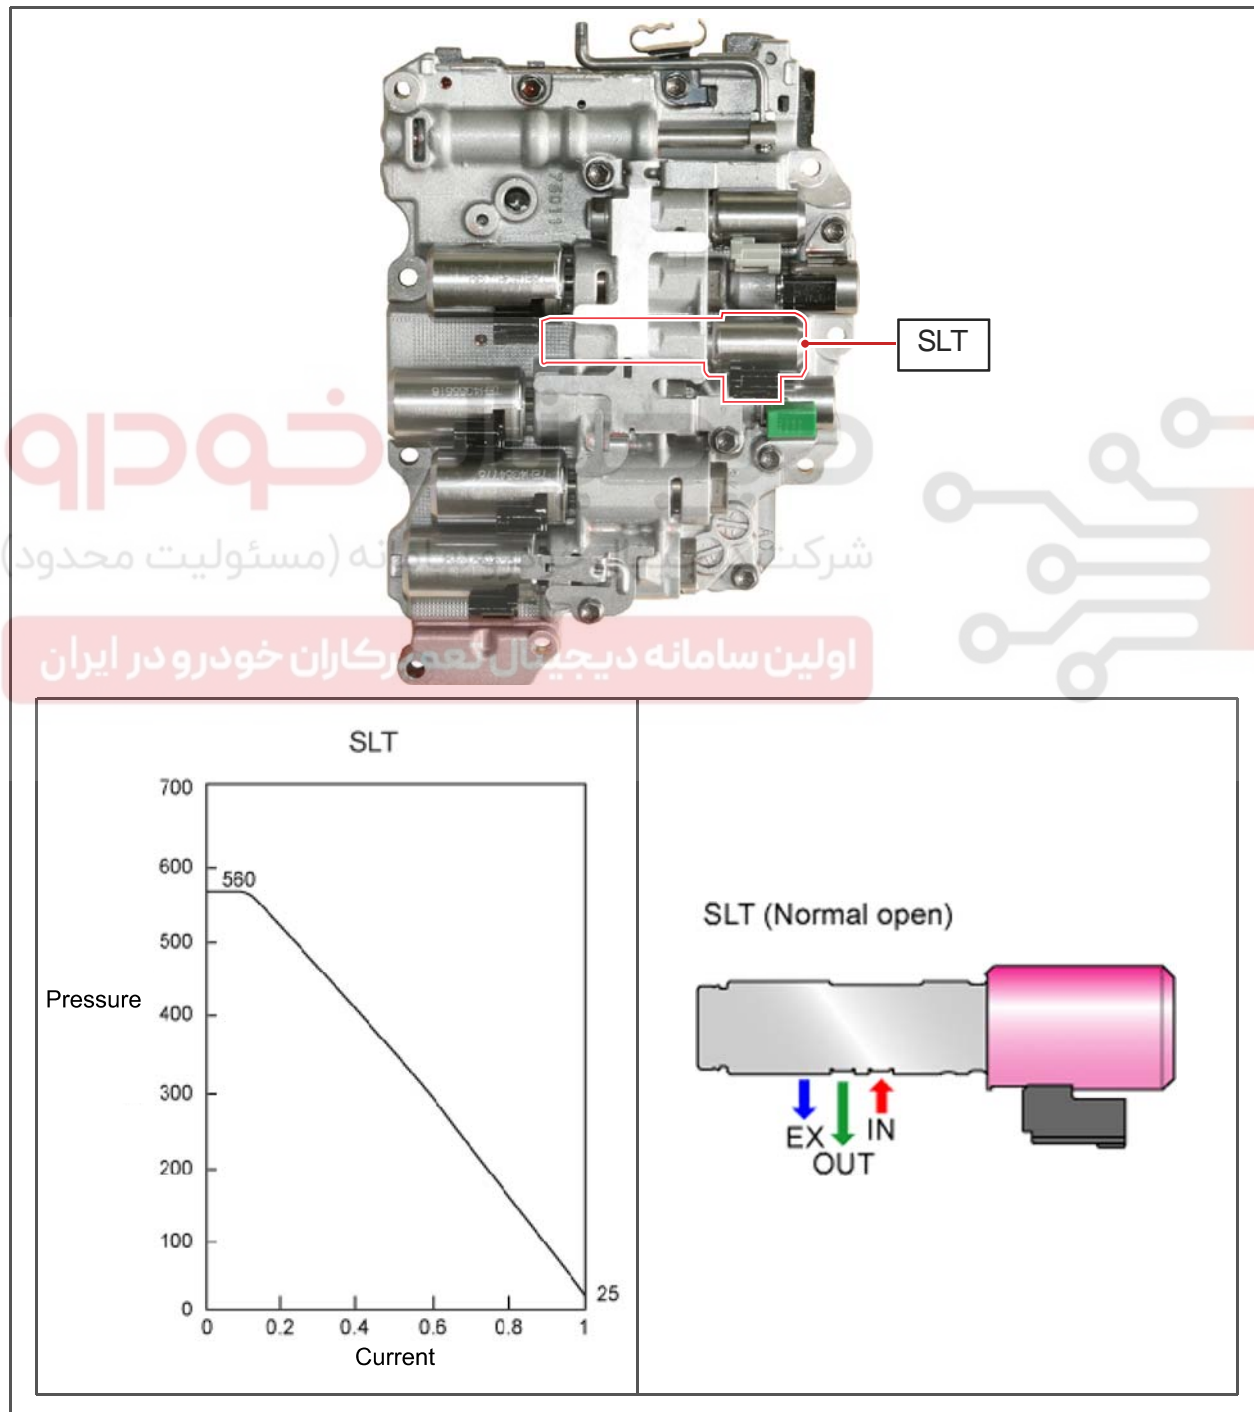 SLT
خودرو
شرکت
نه (مسئولیت محدود)
اولین سامانه دیجیتال تعمیرکاران خودرو در ایران
SLT
700
600
560
500
Pressure
400
300
200
100
25
0
0 0.2 0.4 0.6 0.8 1
Current
SLT (Normal open)
EX
IN
OUT